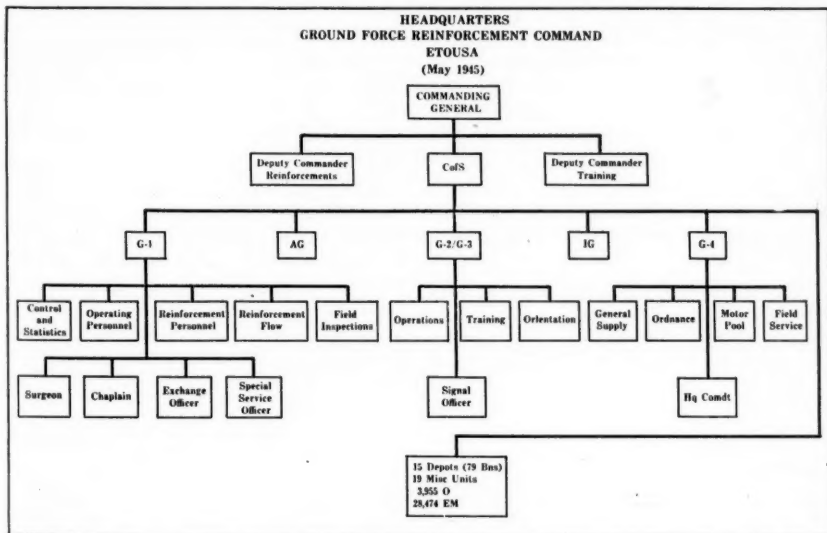 HEADQUARTERS
GROUND FORCE REINFORCEMENT COMMAND
ETOUSA
(May 1945)
COMMANDING
GENERAL
Deputy Commander
Reinforcements
CofS
Deputy Commander
Training
G-1
AG
G-2/G-3
IG
G-4
Control
and
Statistics
Operating
Personnel
Reinforcement
Personnel
Reinforcement
Flow
Field
Inspections
Operations
Training
Orientation
General
Supply
Ordnance
Motor
Pool
Field
Service
Surgeon
Chaplain
Exchange
Officer
Special
Service
Officer
Signal
Officer
Hq Comdt
15 Depots (79 Bns)
19 Misc Units
3,955 O
28,474 EM